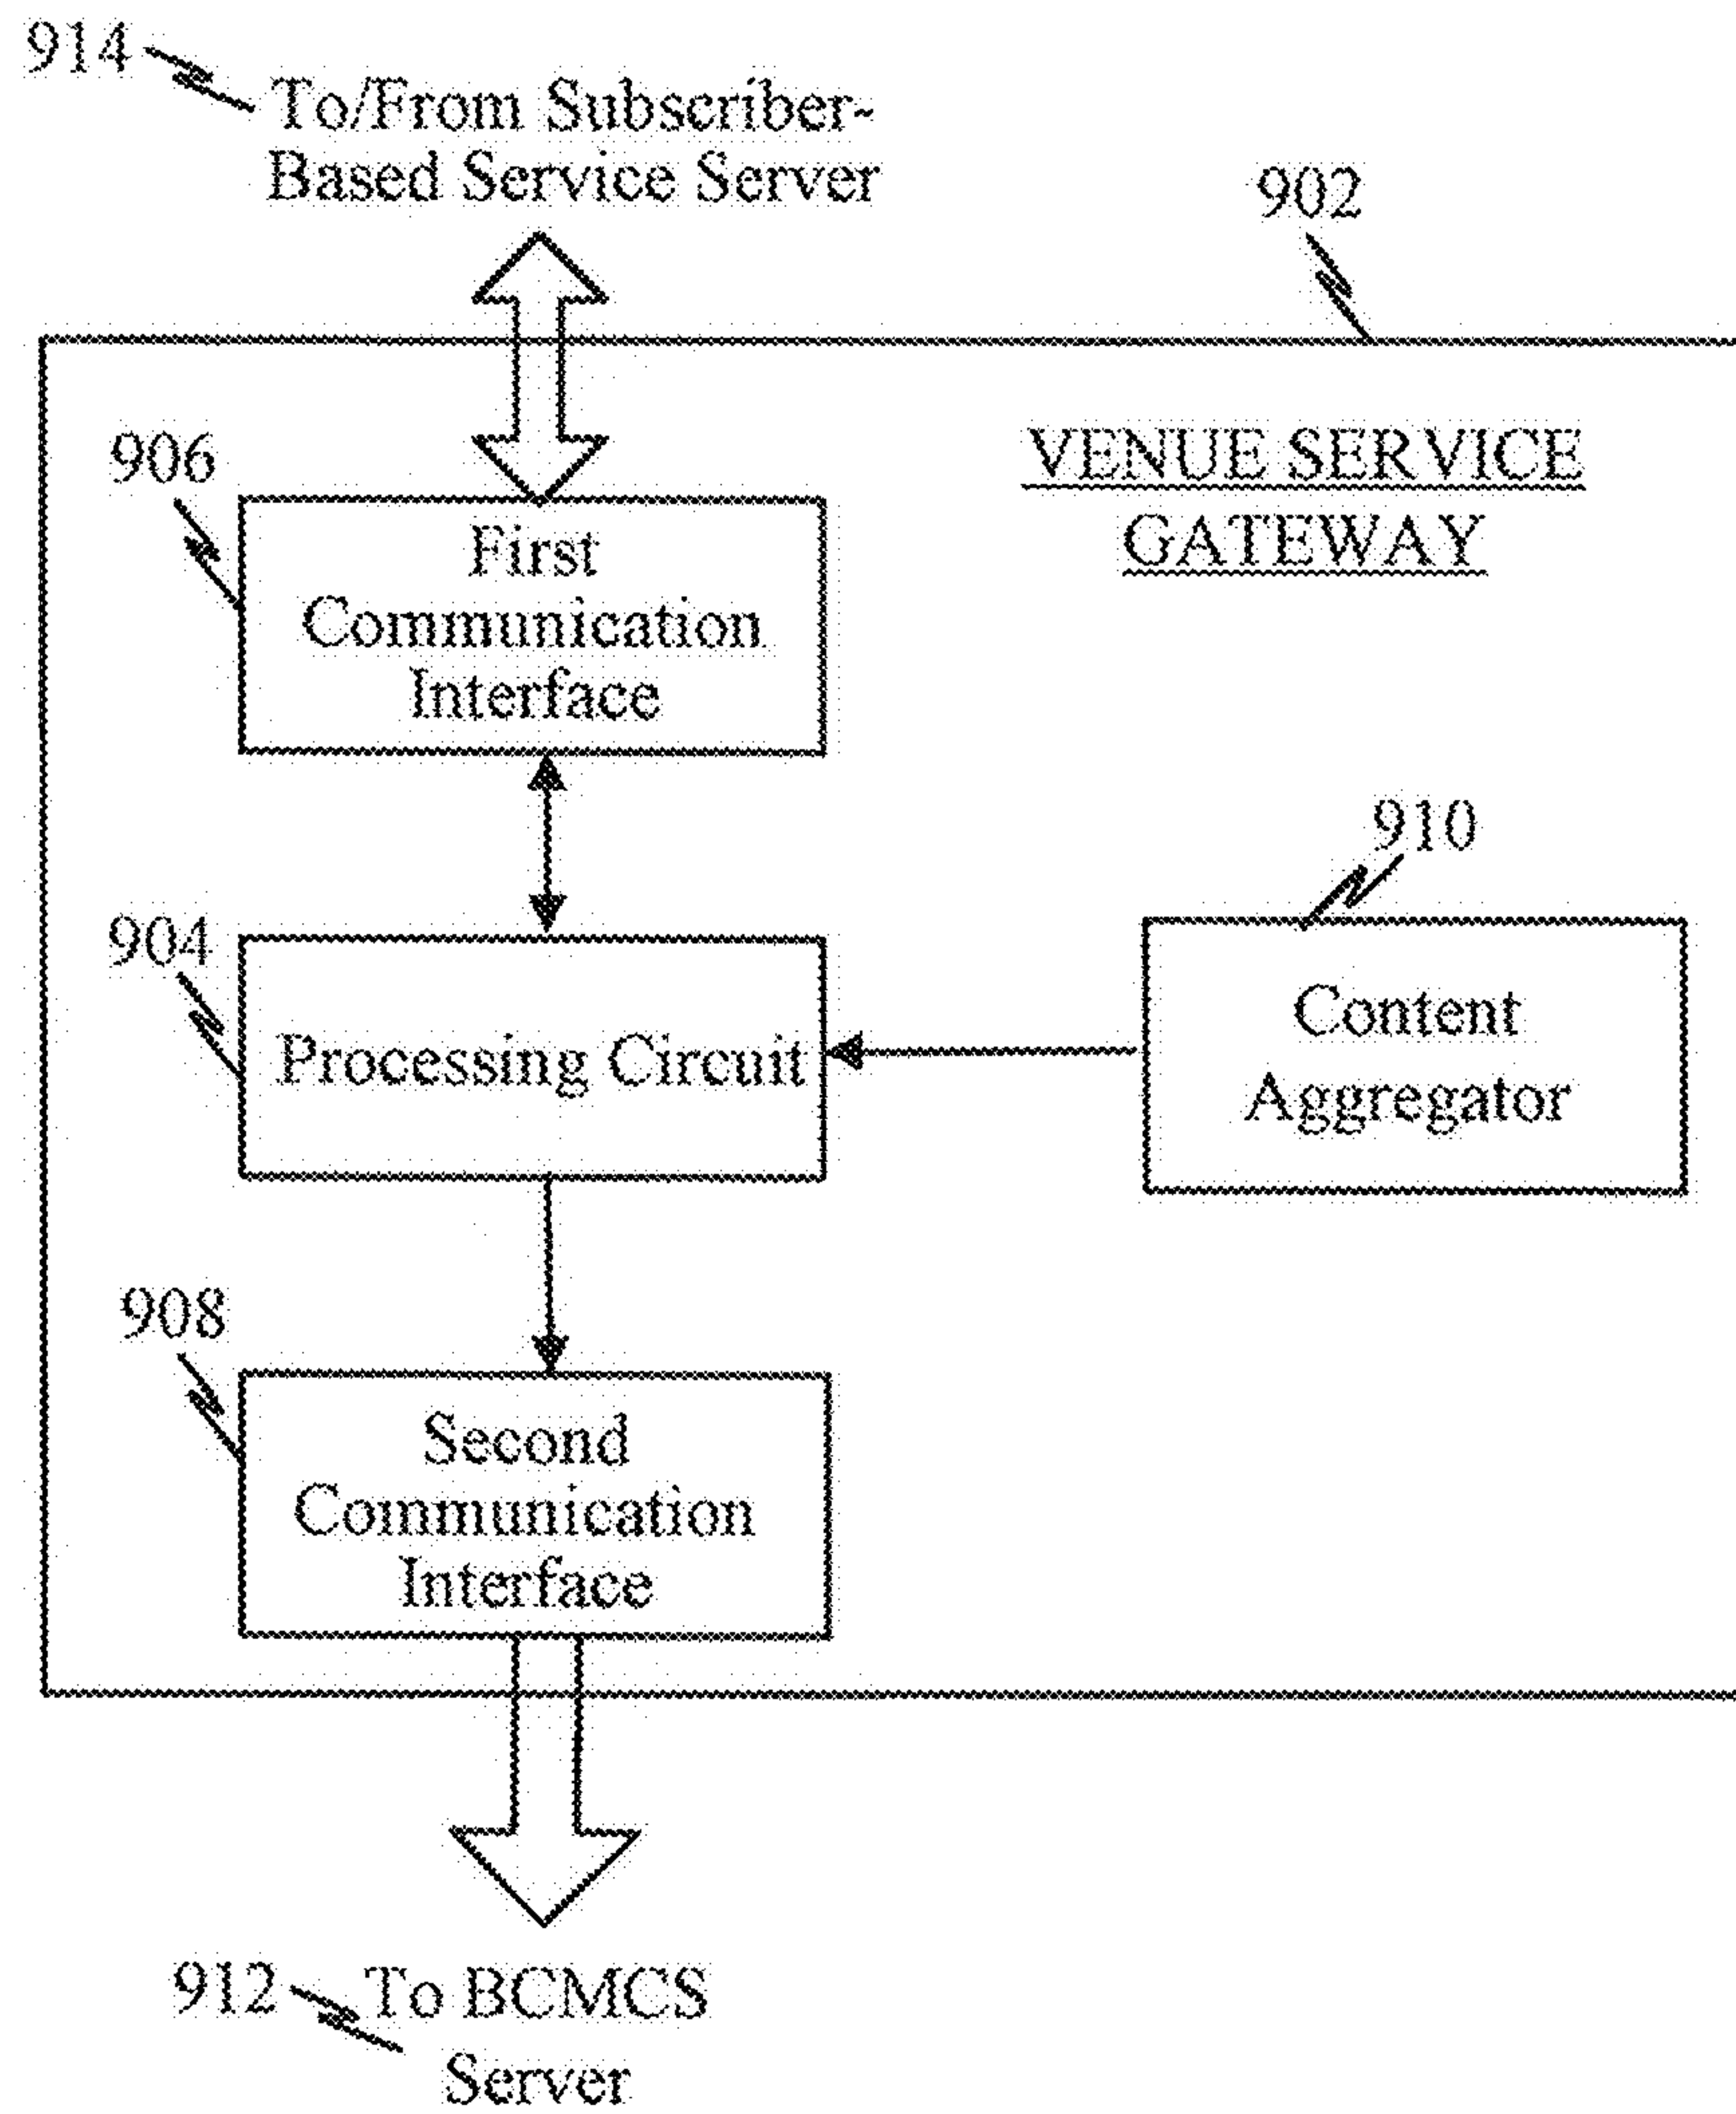 914
To/From Subscriber-
Based Service Server
902
VENUE SERVICE
GATEWAY
906
First
Communication
Interface
910
904
Processing Circuit
Content
Aggregator
908
Second
Communication
Interface
912
To BCMCS
Server